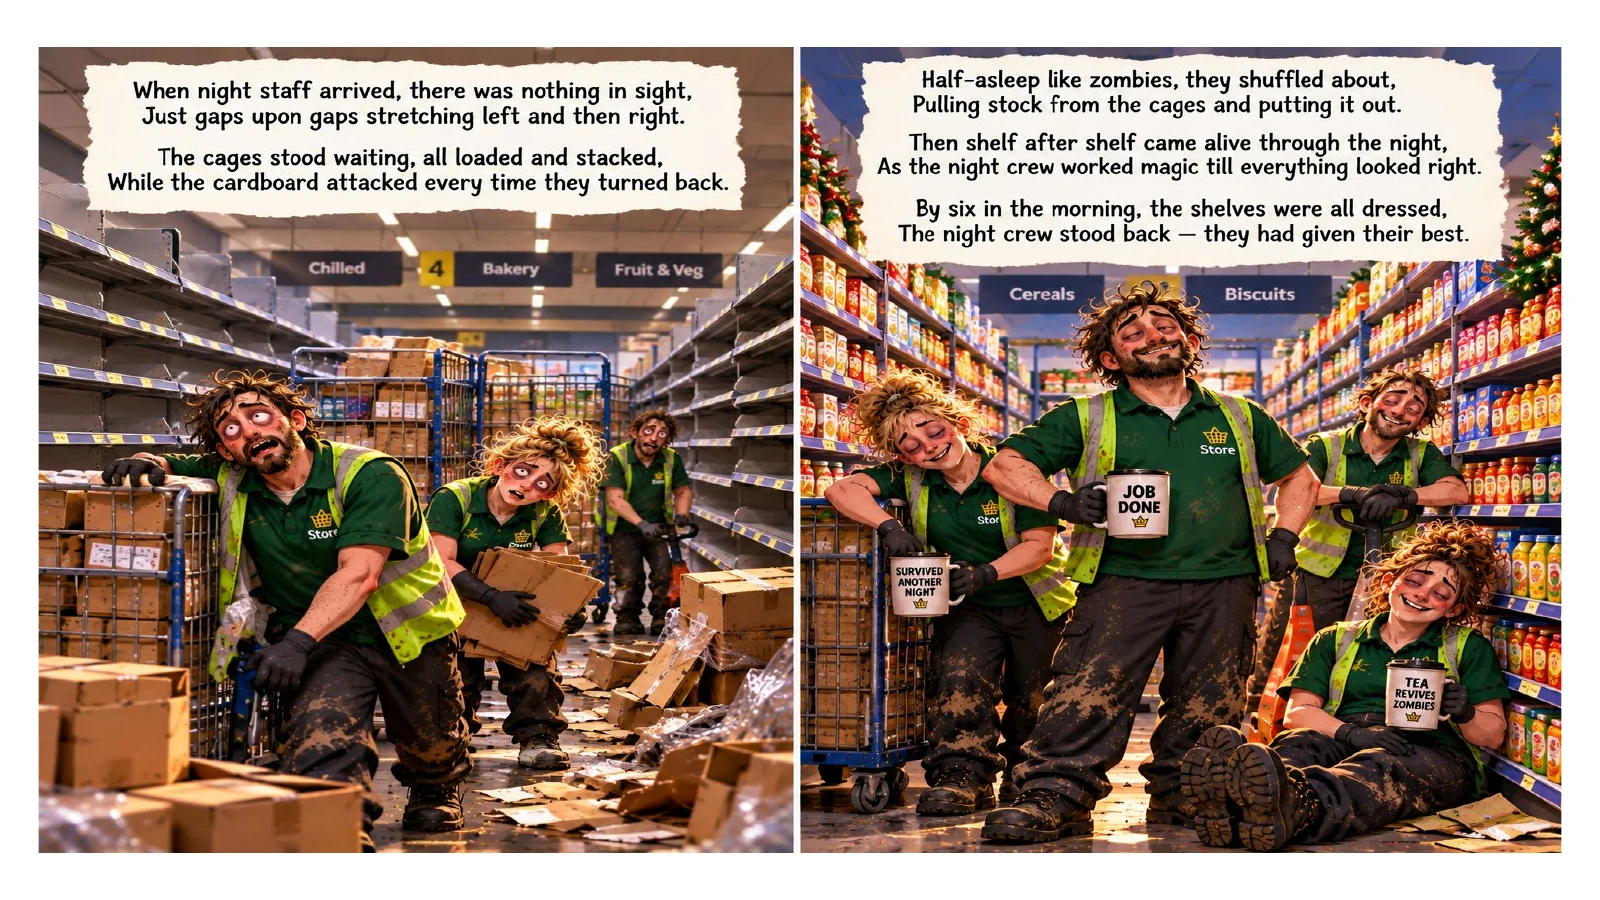 When night staff arrived, there was nothing in sight,
Just gaps upon gaps stretching left and then right.
The cages stood waiting, all loaded and stacked,
While the cardboard attacked every time they turned back.
Chilled
4
Bakery
Fruit & Veg
Store
Half-asleep like zombies, they shuffled about,
Pulling stock from the cages and putting it out.
Then shelf after shelf came alive through the night,
As the night crew worked magic till everything looked right.
By six in the morning, the shelves were all dressed,
The night crew stood back — they had given their best.
Cereals
Biscuits
Store
Stor
JOB
DONE
SURVIVED
ANOTHER
NIGHT
TEA
REVIVES
ZOMBIES